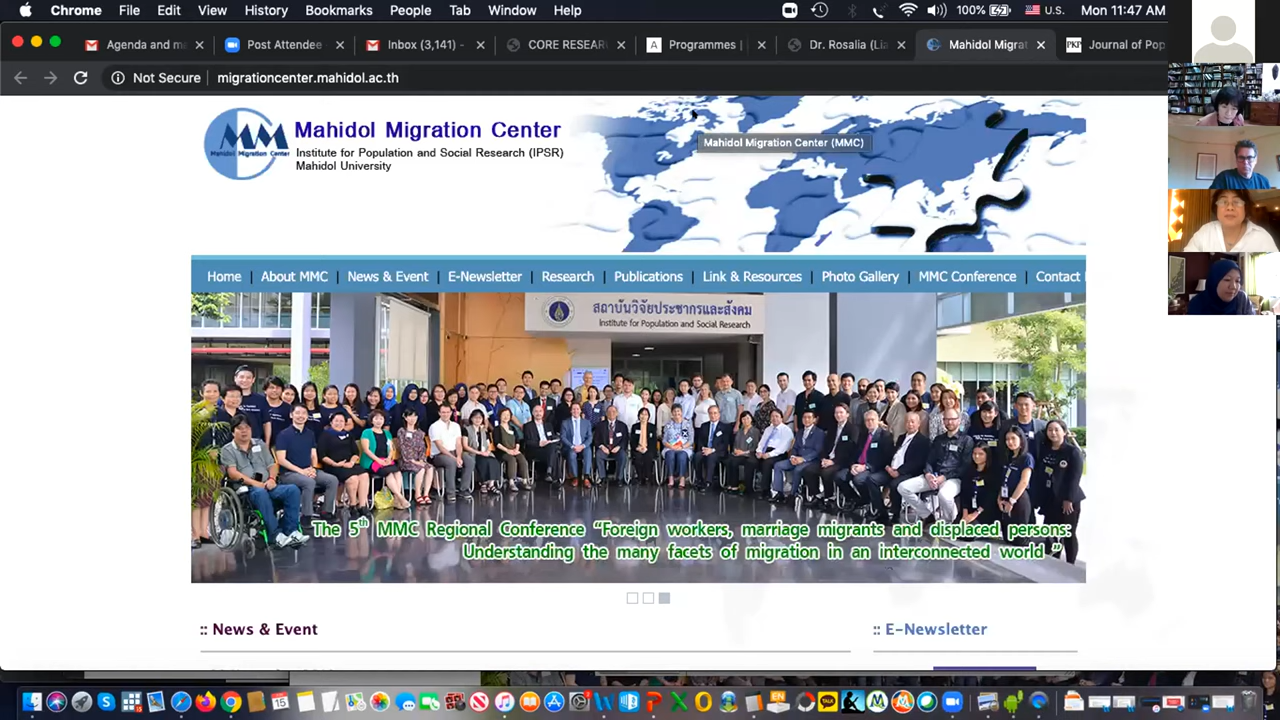 Chrome File Edit View History Bookmarks People Tab Window Help 100% U.S. Mon 11:47 AM
Agenda and m
Post Attendee
Inbox (3,141) -
CORE RESEAR
Programmes |
Dr. Rosalia (Lia
Mahidol Migrat
PKP Journal of Pop
Not Secure | migrationcenter.mahidol.ac.th
MM
Mahidol Migration Center
Mahidol Migration Center
Institute for Population and Social Research (IPSR)
Mahidol University
Mahidol Migration Center (MMC)
Home | About MMC | News & Event | E-Newsletter | Research | Publications | Link & Resources | Photo Gallery | MMC Conference | Contact
สถาบันวิจัยประชากรและสังคม
Institute for Population and Social Research
The 5th MMC Regional Conference “Foreign workers, marriage migrants and displaced persons:
Understanding the many facets of migration in an interconnected world ”
:: News & Event
:: E-Newsletter